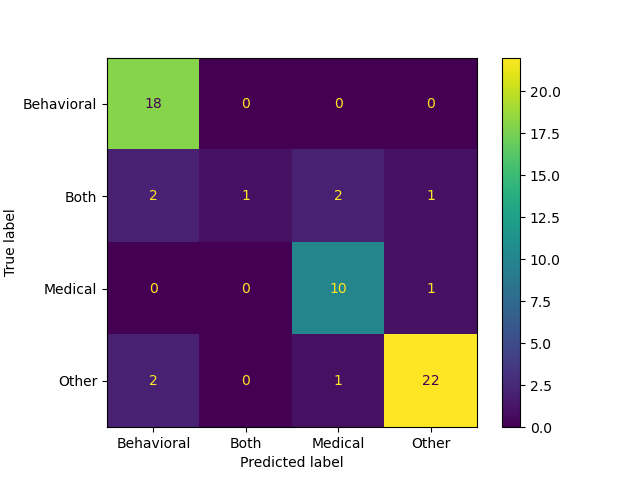 Behavioral 18 0 0 0
Both 2 1 2 1
Medical 0 0 10 1
Other 2 0 1 22
Behavioral Both Medical Other
Predicted label
True label
20.0
17.5
15.0
12.5
10.0
7.5
5.0
2.5
0.0